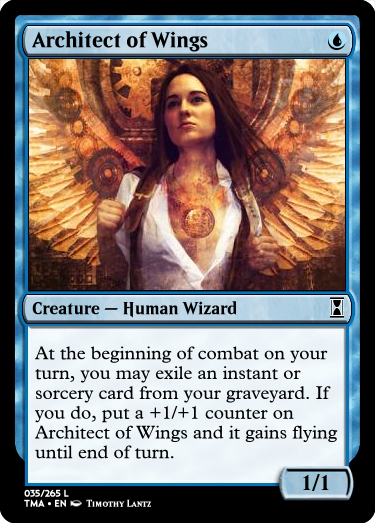 Architect of Wings
Creature — Human Wizard
At the beginning of combat on your
turn, you may exile an instant or
sorcery card from your graveyard. If
you do, put a +1/+1 counter on
Architect of Wings and it gains flying
until end of turn.
1/1
035/265 L
TMA • EN Timothy Lantz